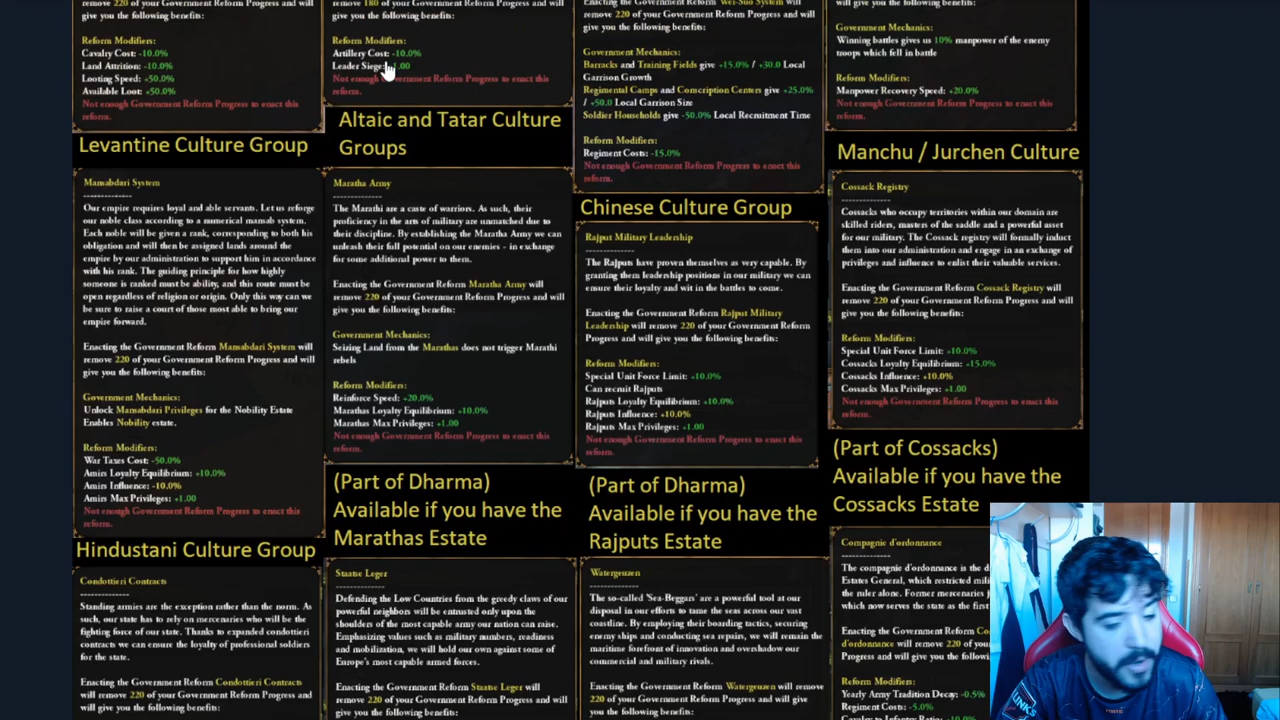 remove 220 of your Government Reform Progress and will
give you the following benefits:
Reform Modifiers:
Cavalry Cost: -10.0%
Land Attrition: -10.0%
Looting Speed: +50.0%
Available Loot: +50.0%
Not enough Government Reform Progress to enact this
reform.
Levantine Culture Group
remove 180 of your Government Reform Progress and will
give you the following benefits:
Reform Modifiers:
Artillery Cost: -10.0%
Leader Siege: 1.00
Not enough Government Reform Progress to enact this
reform.
Altaic and Tatar Culture
Groups
Enacting the Government Reform Wei-Suo System will
remove 220 of your Government Reform Progress and will
give you the following benefits:
Government Mechanics:
Barracks and Training Fields give +15.0% / +30.0 Local
Garrison Growth
Regimental Camps and Conscription Centers give +25.0%
/ +50.0 Local Garrison Size
Soldier Households give -50.0% Local Recruitment Time
Reform Modifiers:
Regiment Costs: -15.0%
Not enough Government Reform Progress to enact this
reform.
Chinese Culture Group
give you the following benefits:
Government Mechanics:
Winning battles gives us 10% manpower of the enemy
troops which fell in battle
Reform Modifiers:
Manpower Recovery Speed: +20.0%
Not enough Government Reform Progress to enact this
reform.
Manchu / Jurchen Culture
Mansabdari System
--------------
Our empire requires loyal and able servants. Let us reforge
our noble class according to a numerical mansab system.
Each noble will be given a rank, corresponding to both his
obligation and will then be assigned lands around the
empire by our administration to support him in accordance
with his rank. The guiding principle for how highly
someone is ranked must be ability, and this route must be
open regardless of religion or origin. Only this way can we
be sure to raise a court of those most able to bring our
empire forward.
Enacting the Government Reform Mansabdari System will
remove 220 of your Government Reform Progress and will
give you the following benefits:
Government Mechanics:
Unlock Mansabdari Privileges for the Nobility Estate
Enables Nobility estate.
Reform Modifiers:
War Taxes Cost: -50.0%
Amirs Loyalty Equilibrium: +10.0%
Amirs Influence: -10.0%
Amirs Max Privileges: +1.00
Not enough Government Reform Progress to enact this
reform.
Hindustani Culture Group
Maratha Army
--------------
The Marathi are a caste of warriors. As such, their
proficiency in the arts of military are unmatched due to
their discipline. By establishing the Maratha Army we can
unleash their full potential on our enemies - in exchange
for some additional power to them.
Enacting the Government Reform Maratha Army will
remove 220 of your Government Reform Progress and will
give you the following benefits:
Government Mechanics:
Seizing Land from the Marathas does not trigger Marathi
rebels
Reform Modifiers:
Reinforce Speed: +20.0%
Marathas Loyalty Equilibrium: +10.0%
Marathas Max Privileges: +1.00
Not enough Government Reform Progress to enact this
reform.
(Part of Dharma)
Available if you have the
Marathas Estate
Rajput Military Leadership
--------------
The Rajputs have proven themselves as very capable. By
granting them leadership positions in our military we can
ensure their loyalty and wit in the battles to come.
Enacting the Government Reform Rajput Military
Leadership will remove 220 of your Government Reform
Progress and will give you the following benefits:
Reform Modifiers:
Special Unit Force Limit: +10.0%
Can recruit Rajputs
Rajputs Loyalty Equilibrium: +10.0%
Rajputs Influence: +10.0%
Rajputs Max Privileges: +1.00
Not enough Government Reform Progress to enact this
reform.
(Part of Dharma)
Available if you have the
Rajputs Estate
Cossack Registry
--------------
Cossacks who occupy territories within our domain are
skilled riders, masters of the saddle and a powerful asset
for our military. The Cossack registry will formally induct
them into our administration and engage in an exchange of
privileges and influence to enlist their valuable services.
Enacting the Government Reform Cossack Registry will
remove 220 of your Government Reform Progress and will
give you the following benefits:
Reform Modifiers:
Special Unit Force Limit: +10.0%
Cossacks Loyalty Equilibrium: +15.0%
Cossacks Influence: +10.0%
Cossacks Max Privileges: +1.00
Not enough Government Reform Progress to enact this
reform.
(Part of Cossacks)
Available if you have the
Cossacks Estate
Condottieri Contracts
--------------
Standing armies are the exception rather than the norm. As
such, our state has to rely on mercenaries who will be the
fighting force of our state. Thanks to expanded condottieri
contracts we can ensure the loyalty of professional soldiers
for the state.
Enacting the Government Reform Condottieri Contracts
will remove 220 of your Government Reform Progress and
will give you the following benefits:
Staatse Leger
--------------
Defending the Low Countries from the greedy claws of our
powerful neighbors will be entrusted only upon the
shoulders of the most capable army our nation can raise.
Emphasizing values such as military numbers, readiness
and mobilization, we will hold our own against some of
Europe's most capable armed forces.
Enacting the Government Reform Staatse Leger will
remove 220 of your Government Reform Progress and will
give you the following benefits:
Watergeuzen
--------------
The so-called 'Sea-Beggars' are a powerful tool at our
disposal in our efforts to tame the seas across our vast
coastline. By employing their boarding tactics, securing
enemy ships and conducting sea repairs, we will remain the
maritime forefront of innovation and overshadow our
commercial and military rivals.
Enacting the Government Reform Watergeuzen will remove
220 of your Government Reform Progress and will give
you the following benefits:
Compagnie d'ordonnance
--------------
The compagnie d'ordonnance is the d
Estates General, which restricted mili
the ruler alone. Former mercenaries
which now serves the state as the first
Enacting the Government Reform Co
d'ordonnance will remove 220 of you
Progress and will give you the followi
Reform Modifiers:
Yearly Army Tradition Decay: -0.5%
Regiment Costs: -5.0%
Cavalry to Infantry Ratio: -10.0%